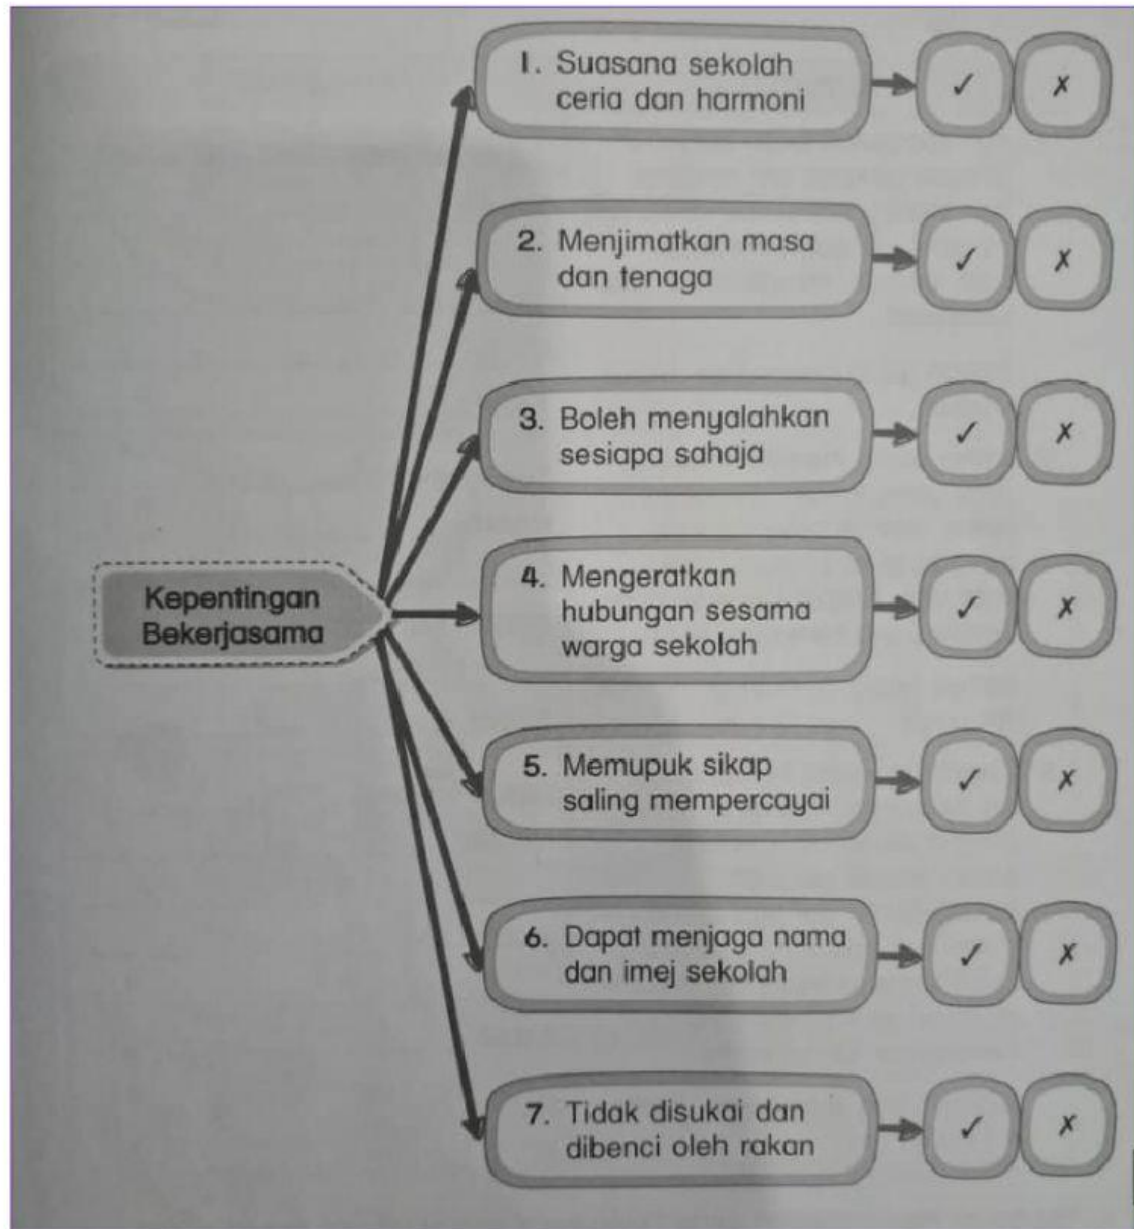 1. Suasana sekolah
ceria dan harmoni
✓ ✗
2. Menjimatkan masa
dan tenaga
✓ ✗
3. Boleh menyalahkan
sesiapa sahaja
✓ ✗
Kepentingan
Bekerjasama
4. Mengeratkan
hubungan sesama
warga sekolah
✓ ✗
5. Memupuk sikap
saling mempercayai
✓ ✗
6. Dapat menjaga nama
dan imej sekolah
✓ ✗
7. Tidak disukai dan
dibenci oleh rakan
✓ ✗